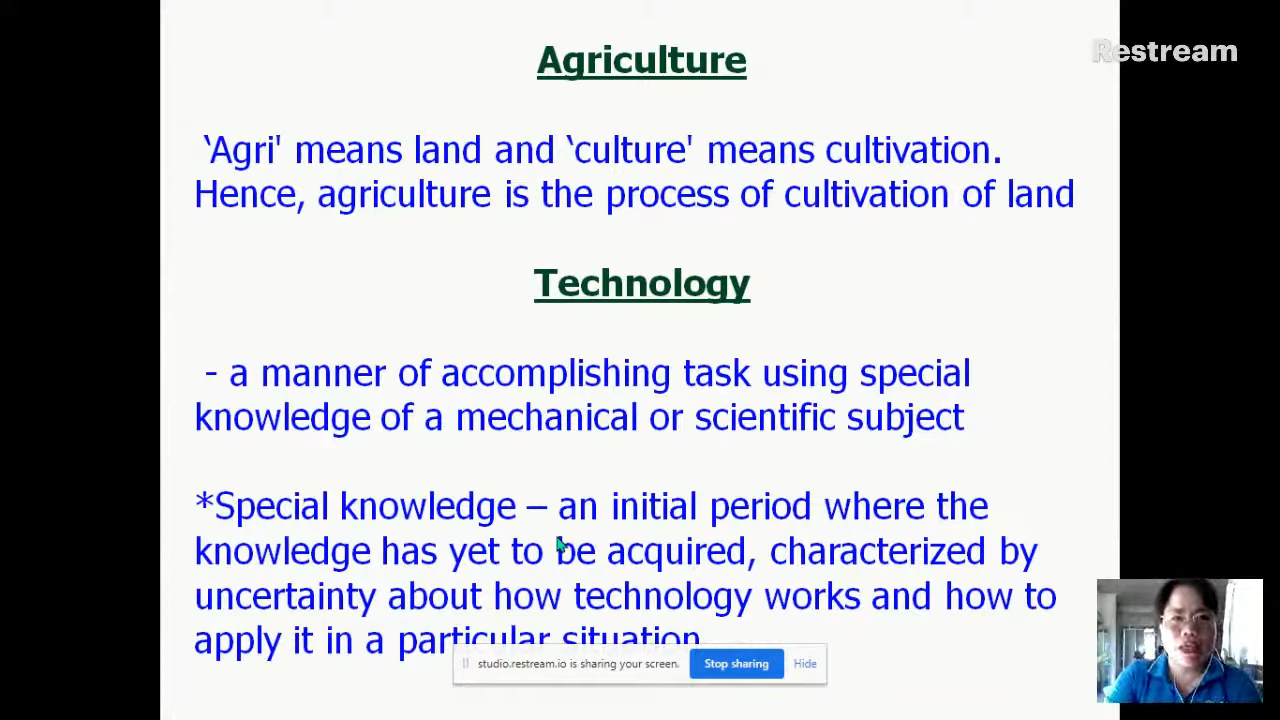 Restream
Agriculture
‘Agri' means land and ‘culture' means cultivation.
Hence, agriculture is the process of cultivation of land
Technology
- a manner of accomplishing task using special
knowledge of a mechanical or scientific subject
*Special knowledge – an initial period where the
knowledge has yet to be acquired, characterized by
uncertainty about how technology works and how to
apply it in a particular situation
studio.restream.io is sharing your screen. Stop sharing Hide